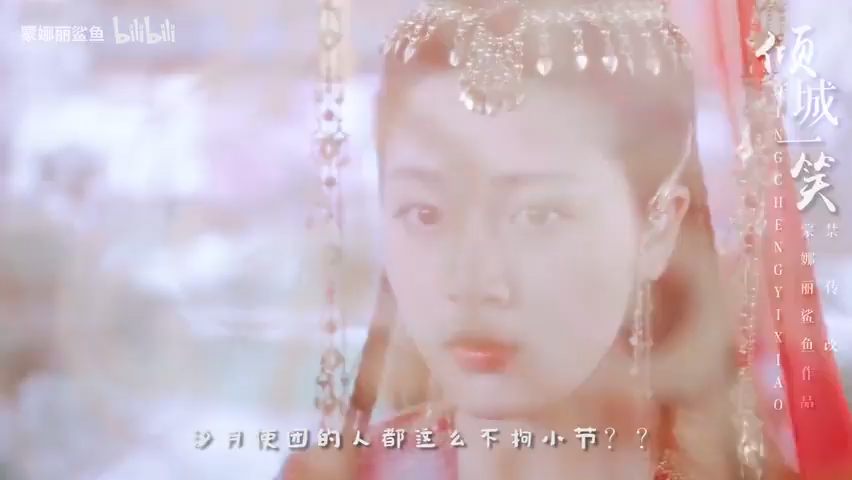 蒙娜丽鲨鱼 bilibili
倾城一笑
QINGCHENGYIXIAO
蒙娜丽鲨鱼作品
禁传改
沙月使团的人都这么不拘小节？？